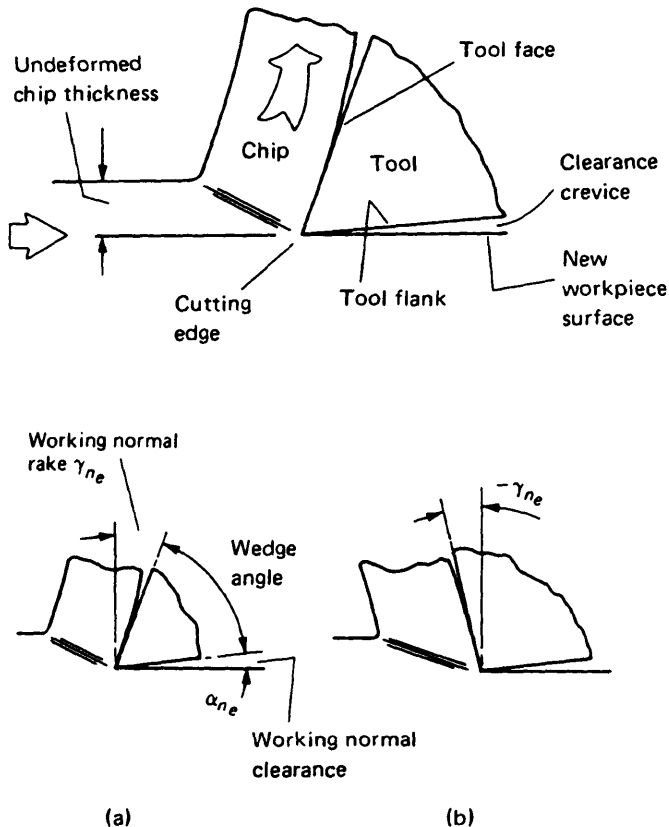 Undeformed
chip thickness
Tool face
Chip
Tool
Clearance
crevice
Cutting
edge
Tool flank
New
workpiece
surface
Working normal
rake γnₑ
Wedge
angle
αnₑ
Working normal
clearance
−γnₑ
(a)
(b)